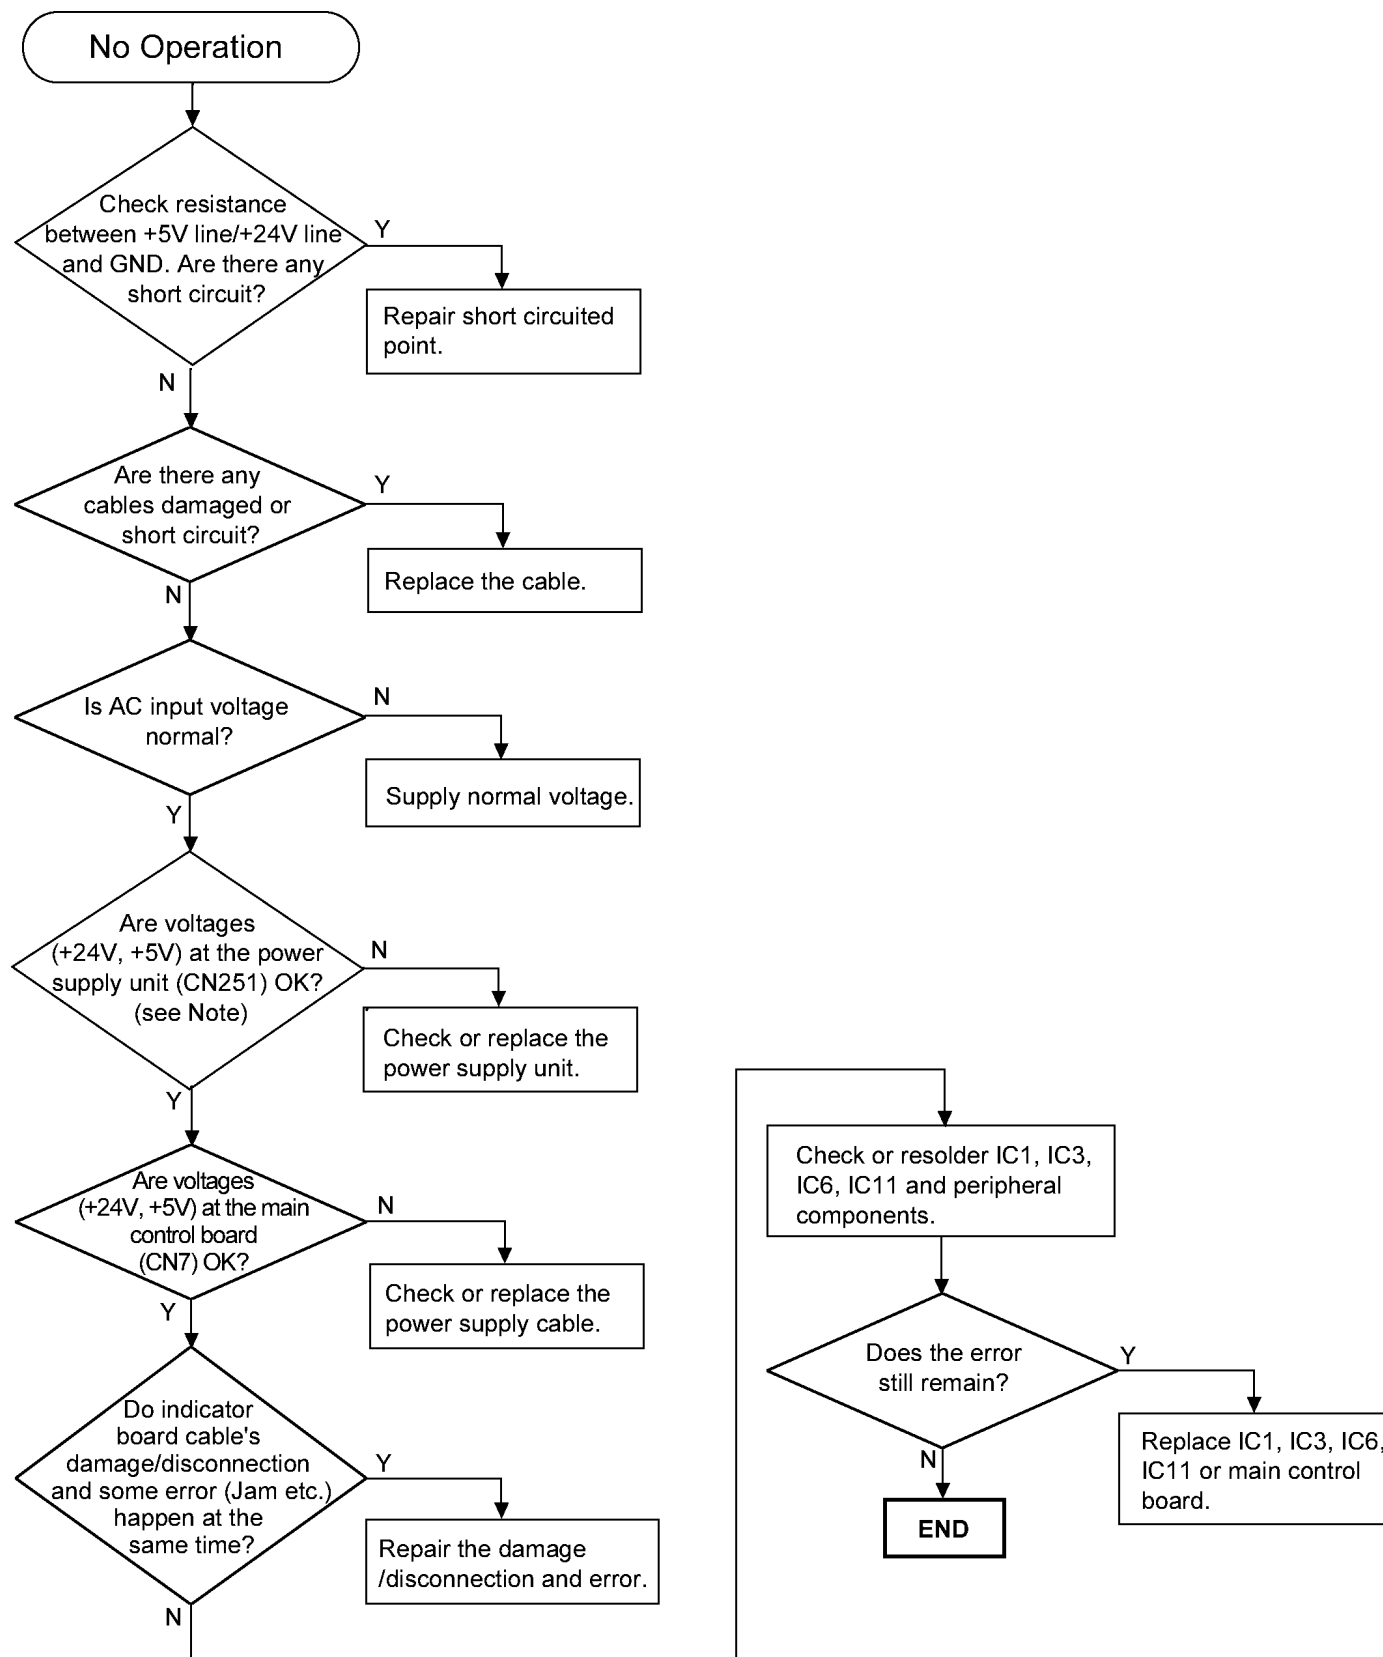 No Operation
Check resistance
between +5V line/+24V line
and GND. Are there any
short circuit?
Y
Repair short circuited
point.
N
Are there any
cables damaged or
short circuit?
Y
Replace the cable.
N
Is AC input voltage
normal?
N
Supply normal voltage.
Y
Are voltages
(+24V, +5V) at the power
supply unit (CN251) OK?
(see Note)
N
Check or replace the
power supply unit.
Y
Are voltages
(+24V, +5V) at the main
control board
(CN7) OK?
N
Check or replace the
power supply cable.
Y
Do indicator
board cable's
damage/disconnection
and some error (Jam etc.)
happen at the
same time?
Y
Repair the damage
/disconnection and error.
N
Check or resolder IC1, IC3,
IC6, IC11 and peripheral
components.
Does the error
still remain?
Y
Replace IC1, IC3, IC6,
IC11 or main control
board.
N
END